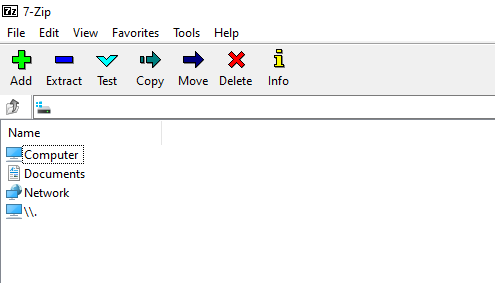 7z 7-Zip
File Edit View Favorites Tools Help
Add Extract Test Copy Move Delete Info
Name
Computer
Documents
Network
\\.